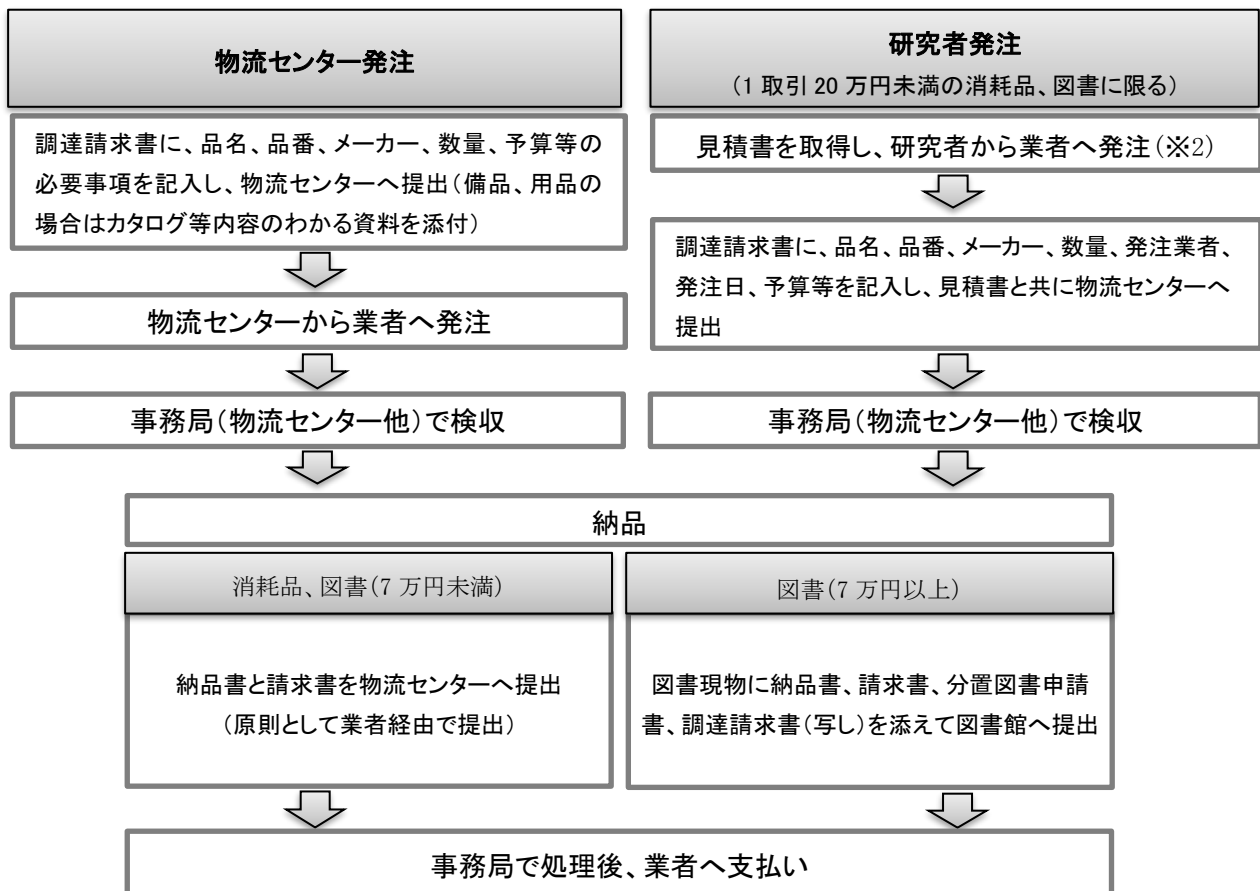 物流センター発注
調達請求書に、品名、品番、メーカー、数量、予算等の
必要事項を記入し、物流センターへ提出（備品、用品の
場合はカタログ等内容のわかる資料を添付）
物流センターから業者へ発注
事務局（物流センター他）で検収
研究者発注
（1取引20万円未満の消耗品、図書に限る）
見積書を取得し、研究者から業者へ発注（※2）
調達請求書に、品名、品番、メーカー、数量、発注業者、
発注日、予算等を記入し、見積書と共に物流センターへ
提出
事務局（物流センター他）で検収
納品
消耗品、図書（7万円未満）
納品書と請求書を物流センターへ提出
（原則として業者経由で提出）
図書（7万円以上）
図書現物に納品書、請求書、分置図書申請
書、調達請求書（写し）を添えて図書館へ提出
事務局で処理後、業者へ支払い